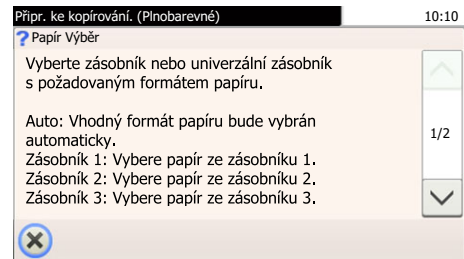 Připr. ke kopírování. (Plnobarevné) 10:10
? Papír Výběr
Vyberte zásobník nebo univerzální zásobník
s požadovaným formátem papíru.
Auto: Vhodný formát papíru bude vybrán
automaticky.
1/2
Zásobník 1: Vybere papír ze zásobníku 1.
Zásobník 2: Vybere papír ze zásobníku 2.
Zásobník 3: Vybere papír ze zásobníku 3.